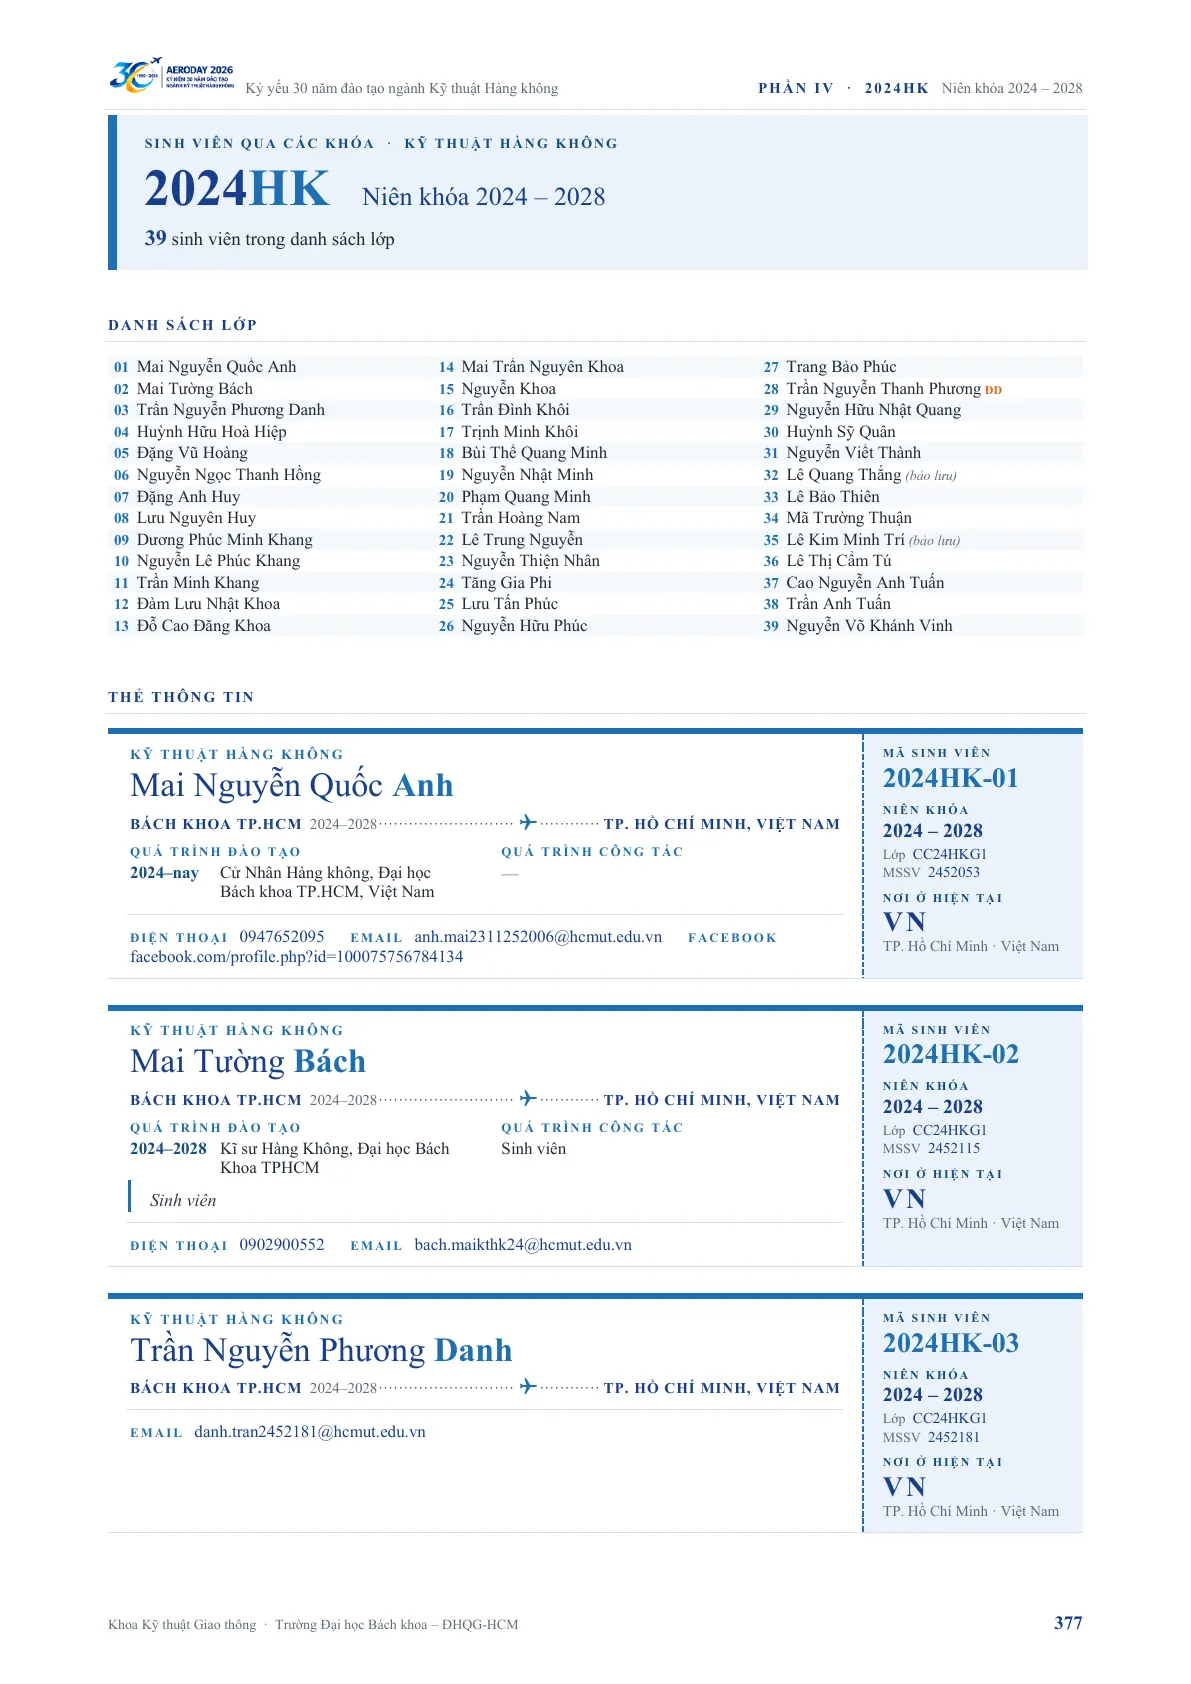 30 1996 - 2026 AERODAY 2026
KỶ NIỆM 30 NĂM ĐÀO TẠO
NGÀNH KỸ THUẬT HÀNG KHÔNG
Kỷ yếu 30 năm đào tạo ngành Kỹ thuật Hàng không
PHẦN IV · 2024HK Niên khóa 2024 – 2028
SINH VIÊN QUA CÁC KHÓA · KỸ THUẬT HÀNG KHÔNG
2024HK Niên khóa 2024 – 2028
39 sinh viên trong danh sách lớp
DANH SÁCH LỚP
01 Mai Nguyễn Quốc Anh
02 Mai Tường Bách
03 Trần Nguyễn Phương Danh
04 Huỳnh Hữu Hoà Hiệp
05 Đặng Vũ Hoàng
06 Nguyễn Ngọc Thanh Hồng
07 Đặng Anh Huy
08 Lưu Nguyên Huy
09 Dương Phúc Minh Khang
10 Nguyễn Lê Phúc Khang
11 Trần Minh Khang
12 Đàm Lưu Nhật Khoa
13 Đỗ Cao Đăng Khoa
14 Mai Trần Nguyên Khoa
15 Nguyễn Khoa
16 Trần Đình Khôi
17 Trịnh Minh Khôi
18 Bùi Thế Quang Minh
19 Nguyễn Nhật Minh
20 Phạm Quang Minh
21 Trần Hoàng Nam
22 Lê Trung Nguyễn
23 Nguyễn Thiện Nhân
24 Tăng Gia Phi
25 Lưu Tấn Phúc
26 Nguyễn Hữu Phúc
27 Trang Bảo Phúc
28 Trần Nguyễn Thanh Phương ĐD
29 Nguyễn Hữu Nhật Quang
30 Huỳnh Sỹ Quân
31 Nguyễn Viết Thành
32 Lê Quang Thắng (bảo lưu)
33 Lê Bảo Thiên
34 Mã Trường Thuận
35 Lê Kim Minh Trí (bảo lưu)
36 Lê Thị Cẩm Tú
37 Cao Nguyễn Anh Tuấn
38 Trần Anh Tuấn
39 Nguyễn Võ Khánh Vinh
THẺ THÔNG TIN
KỸ THUẬT HÀNG KHÔNG
Mai Nguyễn Quốc Anh
BÁCH KHOA TP.HCM 2024–2028 TP. HỒ CHÍ MINH, VIỆT NAM
QUÁ TRÌNH ĐÀO TẠO
2024–nay Cử Nhân Hàng không, Đại học
Bách khoa TP.HCM, Việt Nam
QUÁ TRÌNH CÔNG TÁC
—
ĐIỆN THOẠI 0947652095 EMAIL anh.mai2311252006@hcmut.edu.vn FACEBOOK
facebook.com/profile.php?id=100075756784134
MÃ SINH VIÊN
2024HK-01
NIÊN KHÓA
2024 – 2028
Lớp CC24HKG1
MSSV 2452053
NƠI Ở HIỆN TẠI
VN
TP. Hồ Chí Minh · Việt Nam
KỸ THUẬT HÀNG KHÔNG
Mai Tường Bách
BÁCH KHOA TP.HCM 2024–2028 TP. HỒ CHÍ MINH, VIỆT NAM
QUÁ TRÌNH ĐÀO TẠO
2024–2028 Kĩ sư Hàng Không, Đại học Bách
Khoa TPHCM
QUÁ TRÌNH CÔNG TÁC
Sinh viên
Sinh viên
ĐIỆN THOẠI 0902900552 EMAIL bach.maikthk24@hcmut.edu.vn
MÃ SINH VIÊN
2024HK-02
NIÊN KHÓA
2024 – 2028
Lớp CC24HKG1
MSSV 2452115
NƠI Ở HIỆN TẠI
VN
TP. Hồ Chí Minh · Việt Nam
KỸ THUẬT HÀNG KHÔNG
Trần Nguyễn Phương Danh
BÁCH KHOA TP.HCM 2024–2028 TP. HỒ CHÍ MINH, VIỆT NAM
EMAIL danh.tran2452181@hcmut.edu.vn
MÃ SINH VIÊN
2024HK-03
NIÊN KHÓA
2024 – 2028
Lớp CC24HKG1
MSSV 2452181
NƠI Ở HIỆN TẠI
VN
TP. Hồ Chí Minh · Việt Nam
Khoa Kỹ thuật Giao thông · Trường Đại học Bách khoa – ĐHQG-HCM
377